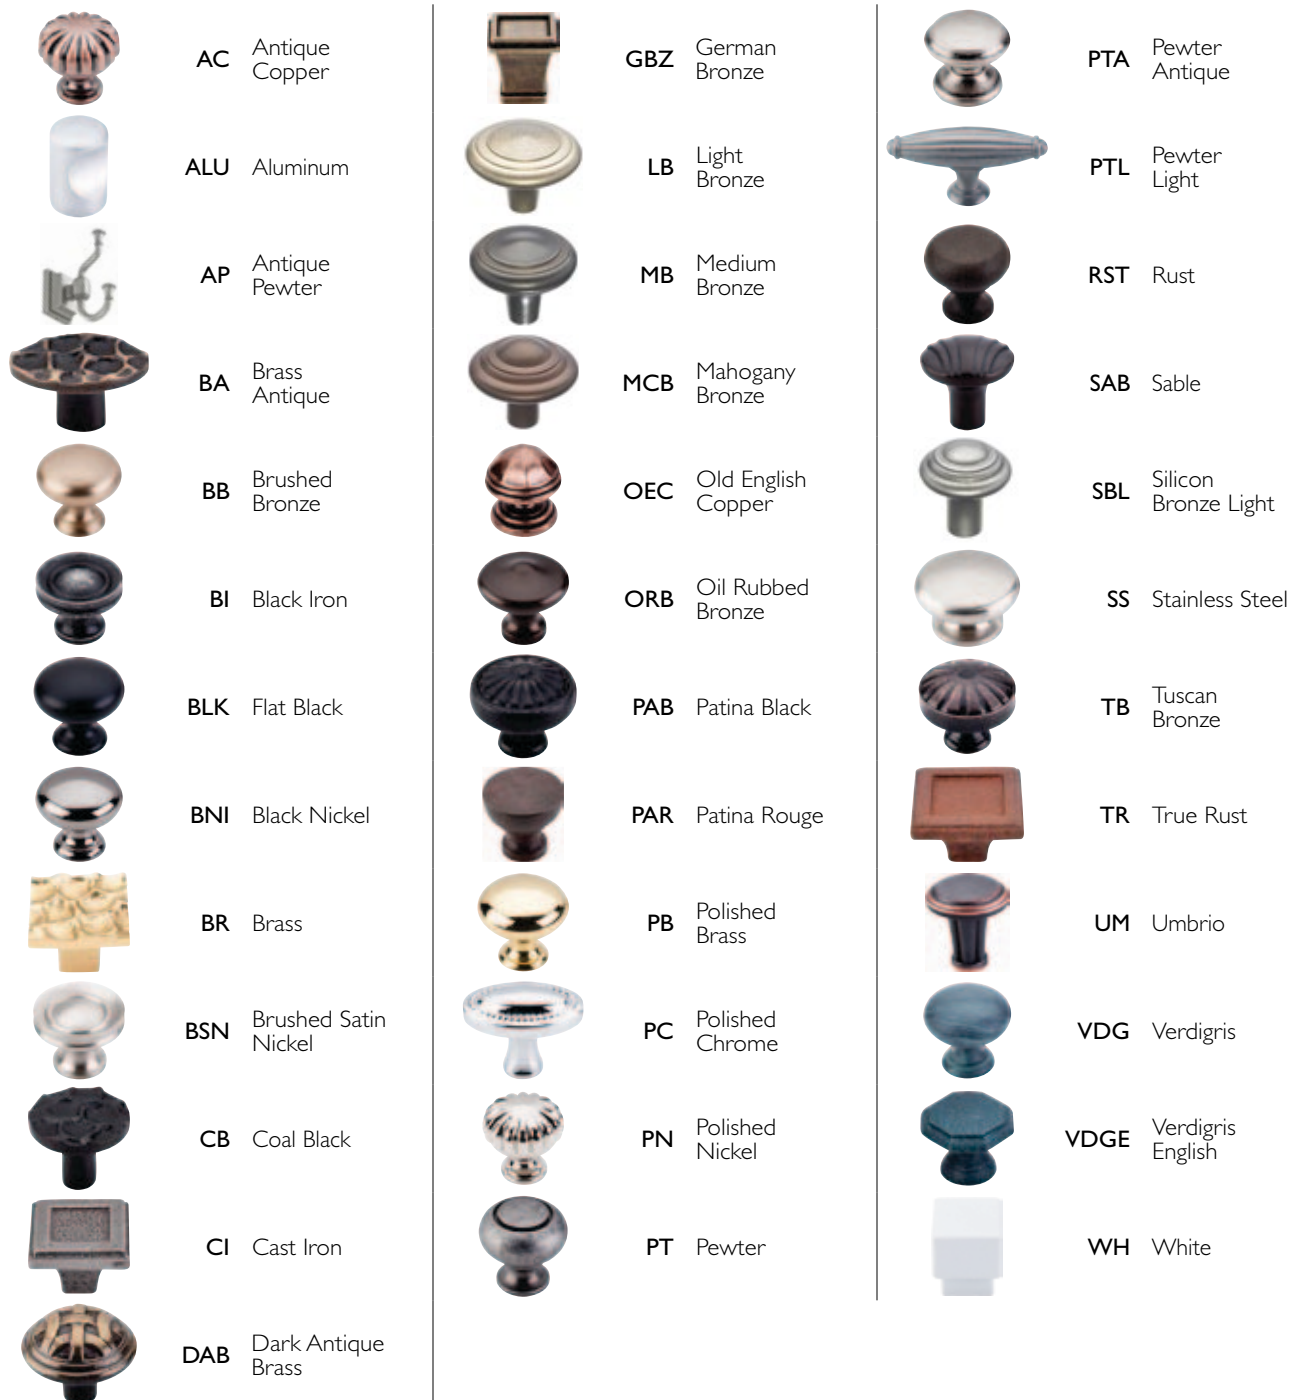 AC Antique
Copper
ALU Aluminum
AP Antique
Pewter
BA Brass
Antique
BB Brushed
Bronze
BI Black Iron
BLK Flat Black
BNI Black Nickel
BR Brass
BSN Brushed Satin
Nickel
CB Coal Black
CI Cast Iron
DAB Dark Antique
Brass
GBZ German
Bronze
LB Light
Bronze
MB Medium
Bronze
MCB Mahogany
Bronze
OEC Old English
Copper
ORB Oil Rubbed
Bronze
PAB Patina Black
PAR Patina Rouge
PB Polished
Brass
PC Polished
Chrome
PN Polished
Nickel
PT Pewter
PTA Pewter
Antique
PTL Pewter
Light
RST Rust
SAB Sable
SBL Silicon
Bronze Light
SS Stainless Steel
TB Tuscan
Bronze
TR True Rust
UM Umbrio
VDG Verdigris
VDGE Verdigris
English
WH White